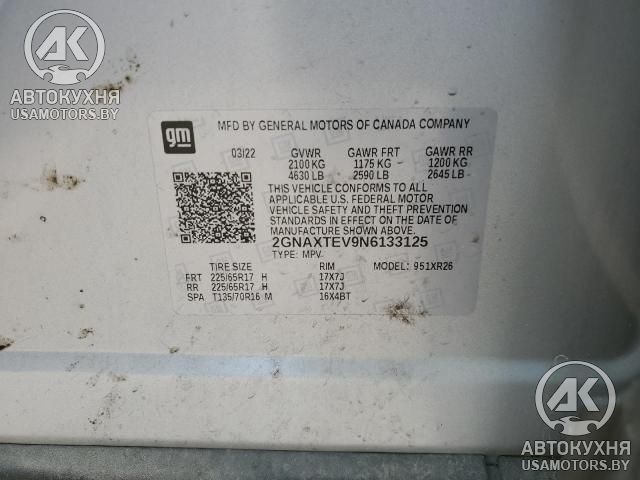 AK
АВТОКУХНЯ
USAMOTORS.BY
gm
MFD BY GENERAL MOTORS OF CANADA COMPANY
03/22 GVWR GAWR FRT GAWR RR
2100 KG 1175 KG 1200 KG
4630 LB 2590 LB 2645 LB
THIS VEHICLE CONFORMS TO ALL
APPLICABLE U.S. FEDERAL MOTOR
VEHICLE SAFETY AND THEFT PREVENTION
STANDARDS IN EFFECT ON THE DATE OF
MANUFACTURE SHOWN ABOVE.
2GNAXTEV9N6133125
TYPE: MPV
TIRE SIZE RIM MODEL: 951XR26
FRT 225/65R17 H 17X7J
RR 225/65R17 H 17X7J
SPA T135/70R16 M 16X4BT
AK
АВТОКУХНЯ
USAMOTORS.BY